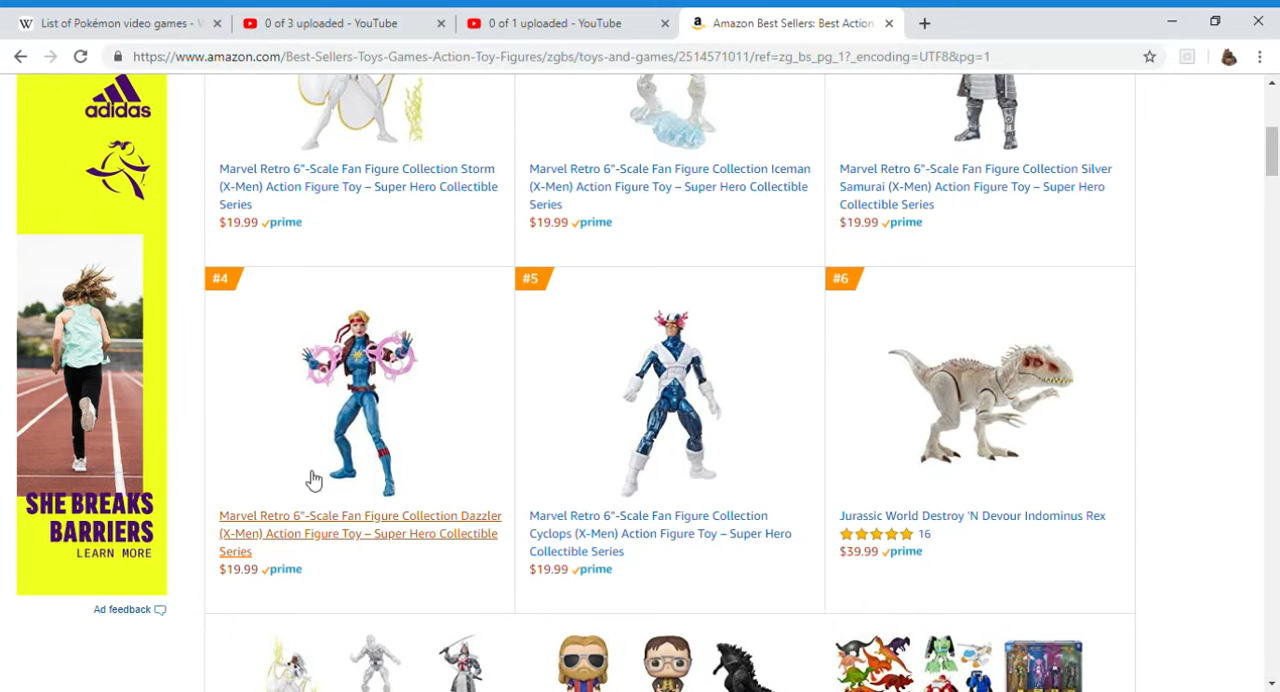 List of Pokémon video games - W
0 of 3 uploaded - YouTube
0 of 1 uploaded - YouTube
Amazon Best Sellers: Best Action
https://www.amazon.com/Best-Sellers-Toys-Games-Action-Toy-Figures/zgbs/toys-and-games/2514571011/ref=zg_bs_pg_1?_encoding=UTF8&pg=1
adidas
SHE BREAKS
BARRIERS
LEARN MORE
Ad feedback
Marvel Retro 6"-Scale Fan Figure Collection Storm
(X-Men) Action Figure Toy – Super Hero Collectible
Series
$19.99 prime
Marvel Retro 6"-Scale Fan Figure Collection Iceman
(X-Men) Action Figure Toy – Super Hero Collectible
Series
$19.99 prime
Marvel Retro 6"-Scale Fan Figure Collection Silver
Samurai (X-Men) Action Figure Toy – Super Hero
Collectible Series
$19.99 prime
#4
Marvel Retro 6"-Scale Fan Figure Collection Dazzler
(X-Men) Action Figure Toy – Super Hero Collectible
Series
$19.99 prime
#5
Marvel Retro 6"-Scale Fan Figure Collection
Cyclops (X-Men) Action Figure Toy – Super Hero
Collectible Series
$19.99 prime
#6
Jurassic World Destroy 'N Devour Indominus Rex
16
$39.99 prime